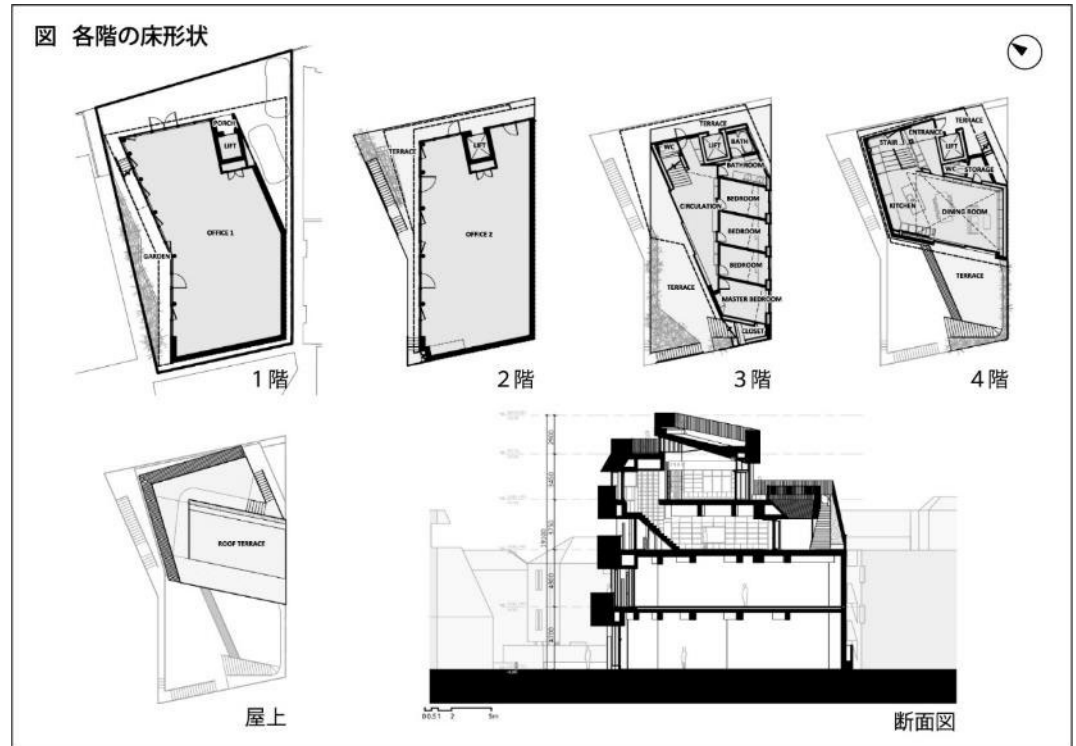 図 各階の床形状
PORCH
LIFT
OFFICE 1
GARDEN
1階
TERRACE
LIFT
OFFICE 2
2階
TERRACE
WC
LIFT
BATH
BATHROOM
BEDROOM
CIRCULATION
BEDROOM
BEDROOM
TERRACE
MASTER BEDROOM
CLOSET
3階
ENTRANCE
TERRACE
STAIR
LIFT
WC
STORAGE
KITCHEN
DINING ROOM
TERRACE
4階
ROOF TERRACE
屋上
断面図